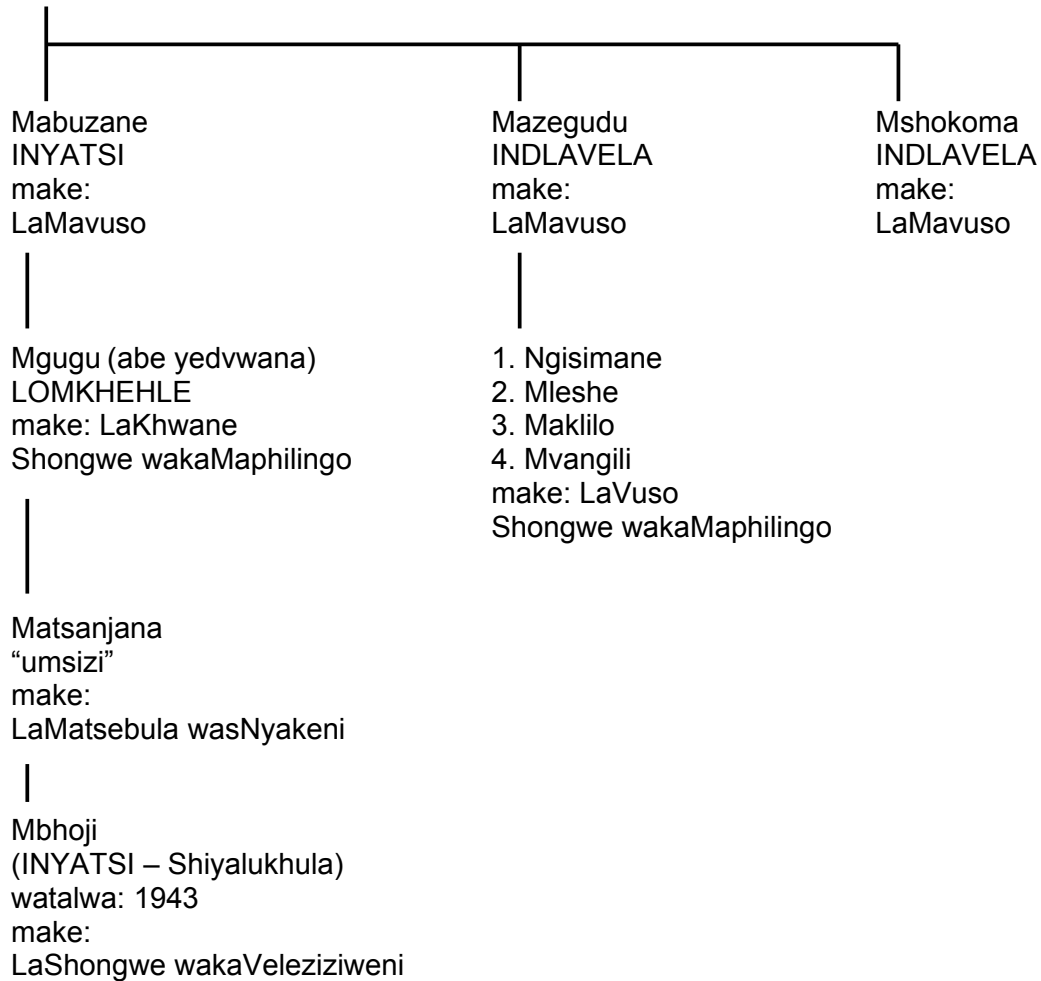 Mabuzane
INYATSI
make:
LaMavuso
Mazegudu
INDLAVELA
make:
LaMavuso
Mshokoma
INDLAVELA
make:
LaMavuso
Mgugu (abe yedvwana)
LOMKHEHLE
make: LaKhwane
Shongwe wakaMaphilingo
1. Ngisimane
2. Mleshe
3. Maklilo
4. Mvangili
make: LaVuso
Shongwe wakaMaphilingo
Matsanjana
“umsizi”
make:
LaMatsebula wasNyakeni
Mbhoji
(INYATSI – Shiyalukhula)
watalwa: 1943
make:
LaShongwe wakaVeleziziweni